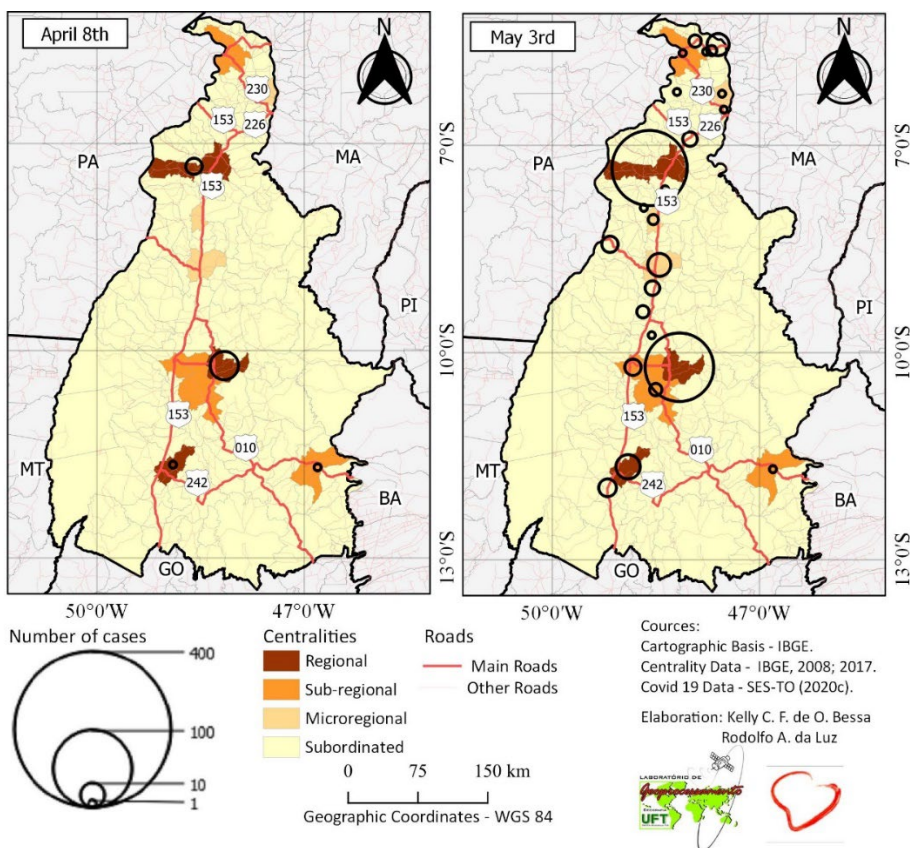 April 8th
N
230
153
226
PA
MA
153
PI
153
010
MT
242
BA
GO
50°0'W
47°0'W
May 3rd
N
230
153
226
PA
MA
153
PI
153
010
MT
242
BA
GO
7°0'S
10°0'S
13°0'S
50°0'W
47°0'W
7°0'S
10°0'S
13°0'S
Number of cases
400
100
10
1
Centralities
Regional
Sub-regional
Microregional
Subordinated
Roads
Main Roads
Other Roads
0 75 150 km
Geographic Coordinates - WGS 84
Cources:
Cartographic Basis - IBGE.
Centrality Data - IBGE, 2008; 2017.
Covid 19 Data - SES-TO (2020c).
Elaboration: Kelly C. F. de O. Bessa
Rodolfo A. da Luz
LABORATÓRIO DE
Geoprocessamento
UFT